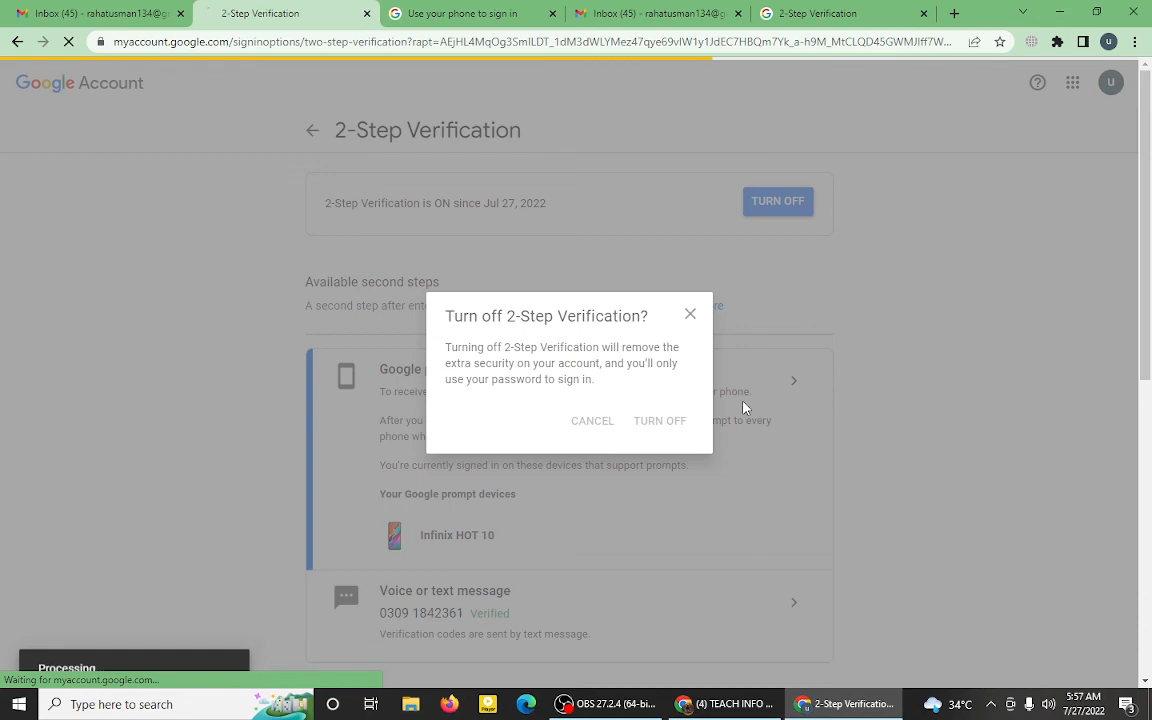 Inbox (45) - rahatusman134@g
2-Step Verification
Use your phone to sign in
Inbox (45) - rahatusman134@g
2-Step Verification
myaccount.google.com/signinoptions/two-step-verification?rapt=
Google Account
u
u
2-Step Verification
2-Step Verification is ON since Jul 27, 2022
TURN OFF
Available second steps
A second step after ent
re
Turn off 2-Step Verification?
Turning off 2-Step Verification will remove the
extra security on your account, and you'll only
use your password to sign in.
CANCEL TURN OFF
Google
To receive
r phone.
After you
mpt to every
phone wh
You're currently signed in on these devices that support prompts.
Your Google prompt devices
Infinix HOT 10
Voice or text message
0309 1842361 Verified
Verification codes are sent by text message.
Processing
Waiting for myaccount.google.com...
Type here to search
Player
OBS 27.2.4 (64-bi...
(4) TEACH INFO ...
2-Step Verificatio...
34°C
5:57 AM
7/27/2022
3